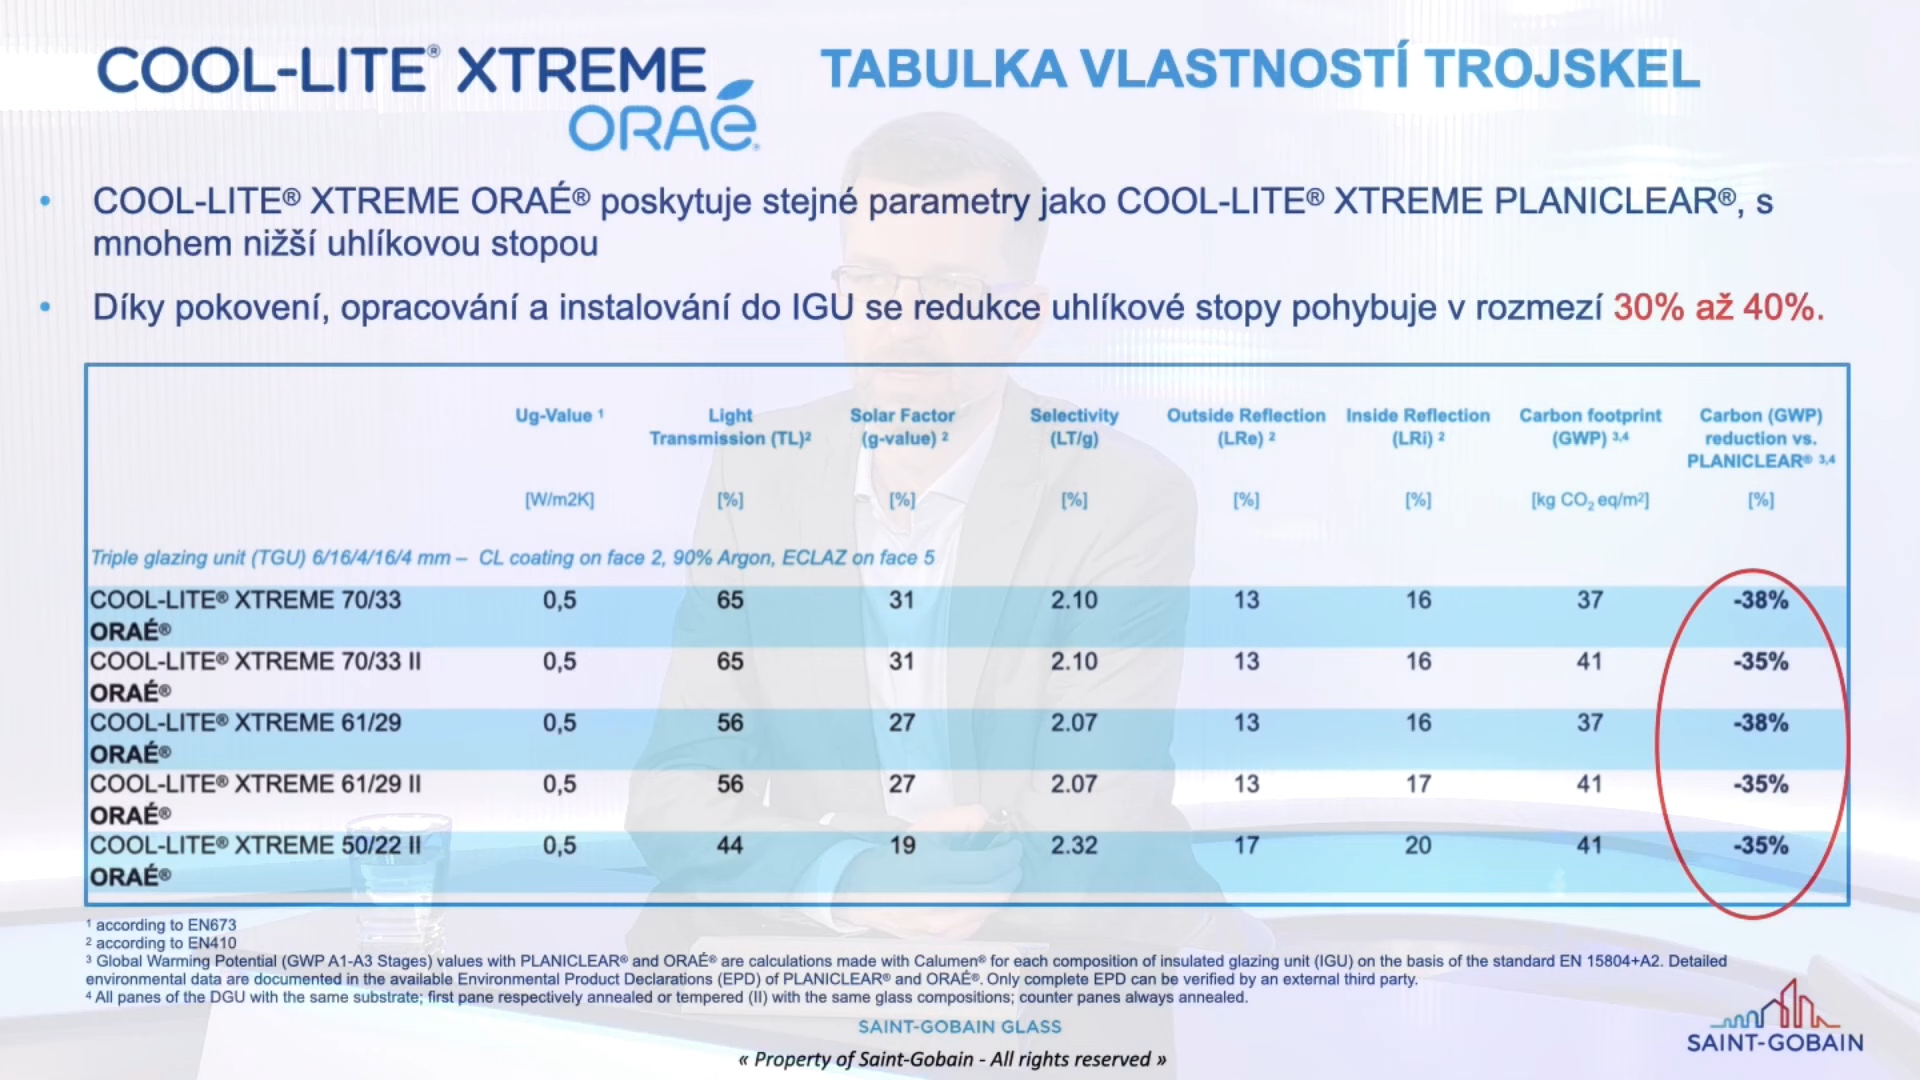 COOL-LITE® XTREME
ORAé®
TABULKA VLASTNOSTÍ TROJSKEL
• COOL-LITE® XTREME ORAÉ® poskytuje stejné parametry jako COOL-LITE® XTREME PLANICLEAR®, s
mnohem nižší uhlíkovou stopou
• Díky pokovení, opracování a instalování do IGU se redukce uhlíkové stopy pohybuje v rozmezí 30% až 40%.
Ug-Value ¹ Light Solar Factor Selectivity Outside Reflection Inside Reflection Carbon footprint Carbon (GWP)
Transmission (TL)² (g-value) ² (LT/g) (LRe) ² (LRi) ² (GWP) ³,⁴ reduction vs.
PLANICLEAR® ³,⁴
[W/m2K] [%] [%] [%] [%] [%] [kg CO₂ eq/m²] [%]
Triple glazing unit (TGU) 6/16/4/16/4 mm – CL coating on face 2, 90% Argon, ECLAZ on face 5
COOL-LITE® XTREME 70/33 0,5 65 31 2.10 13 16 37 -38%
ORAÉ®
COOL-LITE® XTREME 70/33 II 0,5 65 31 2.10 13 16 41 -35%
ORAÉ®
COOL-LITE® XTREME 61/29 0,5 56 27 2.07 13 16 37 -38%
ORAÉ®
COOL-LITE® XTREME 61/29 II 0,5 56 27 2.07 13 17 41 -35%
ORAÉ®
COOL-LITE® XTREME 50/22 II 0,5 44 19 2.32 17 20 41 -35%
ORAÉ®
¹ according to EN673
² according to EN410
³ Global Warming Potential (GWP A1-A3 Stages) values with PLANICLEAR® and ORAÉ® are calculations made with Calumen® for each composition of insulated glazing unit (IGU) on the basis of the standard EN 15804+A2. Detailed
environmental data are documented in the available Environmental Product Declarations (EPD) of PLANICLEAR® and ORAÉ®. Only complete EPD can be verified by an external third party.
⁴ All panes of the DGU with the same substrate; first pane respectively annealed or tempered (II) with the same glass compositions; counter panes always annealed.
SAINT-GOBAIN GLASS
« Property of Saint-Gobain - All rights reserved »
SAINT-GOBAIN